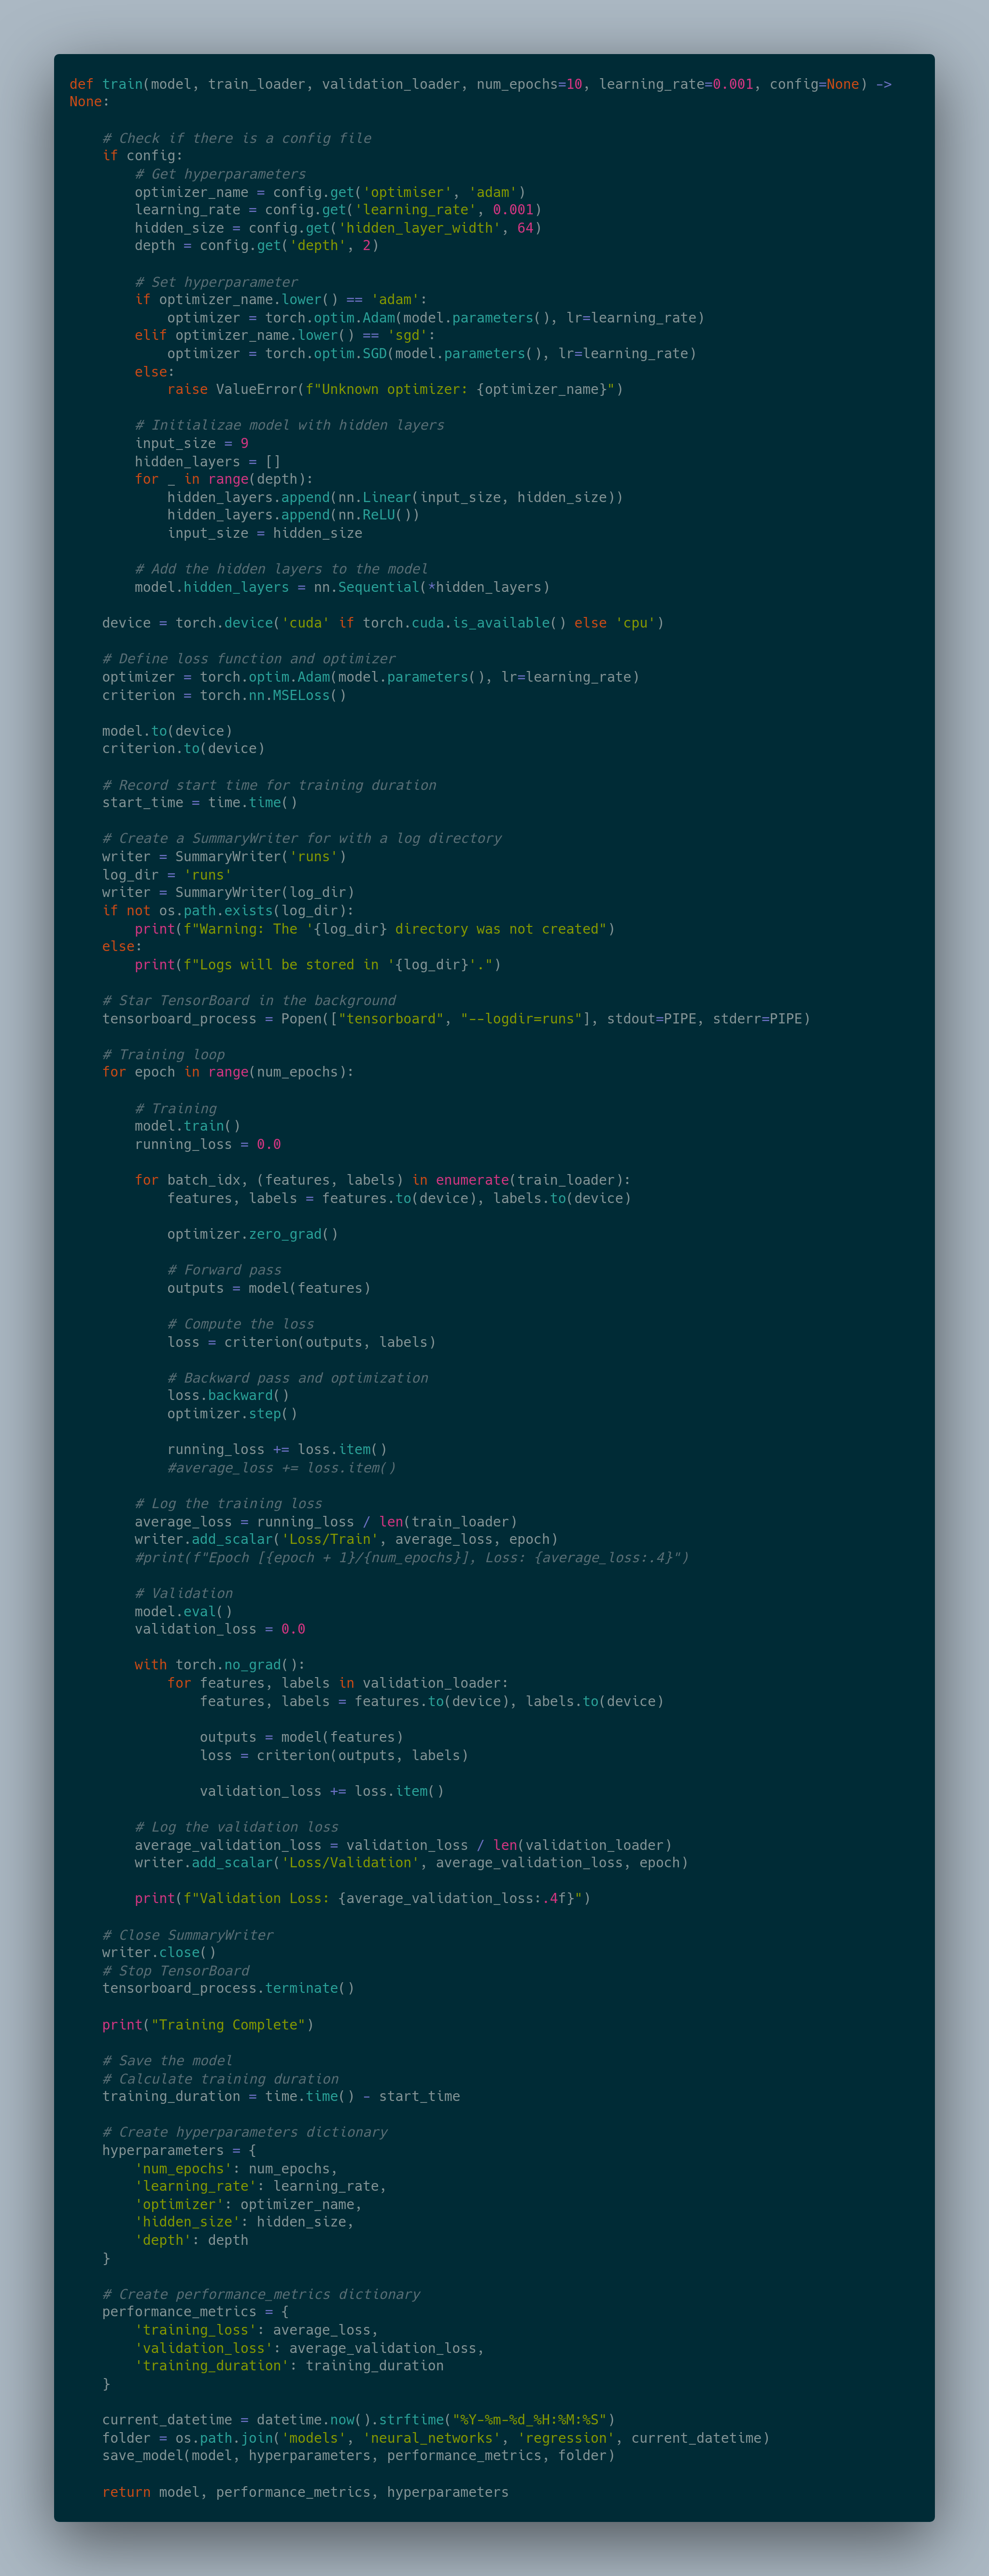 def train(model, train_loader, validation_loader, num_epochs=10, learning_rate=0.001, config=None) ->
None:

    # Check if there is a config file
    if config:
        # Get hyperparameters
        optimizer_name = config.get('optimiser', 'adam')
        learning_rate = config.get('learning_rate', 0.001)
        hidden_size = config.get('hidden_layer_width', 64)
        depth = config.get('depth', 2)

        # Set hyperparameter
        if optimizer_name.lower() == 'adam':
            optimizer = torch.optim.Adam(model.parameters(), lr=learning_rate)
        elif optimizer_name.lower() == 'sgd':
            optimizer = torch.optim.SGD(model.parameters(), lr=learning_rate)
        else:
            raise ValueError(f"Unknown optimizer: {optimizer_name}")

        # Initializae model with hidden layers
        input_size = 9
        hidden_layers = []
        for _ in range(depth):
            hidden_layers.append(nn.Linear(input_size, hidden_size))
            hidden_layers.append(nn.ReLU())
            input_size = hidden_size

        # Add the hidden layers to the model
        model.hidden_layers = nn.Sequential(*hidden_layers)

    device = torch.device('cuda' if torch.cuda.is_available() else 'cpu')

    # Define loss function and optimizer
    optimizer = torch.optim.Adam(model.parameters(), lr=learning_rate)
    criterion = torch.nn.MSELoss()

    model.to(device)
    criterion.to(device)

    # Record start time for training duration
    start_time = time.time()

    # Create a SummaryWriter for with a log directory
    writer = SummaryWriter('runs')
    log_dir = 'runs'
    writer = SummaryWriter(log_dir)
    if not os.path.exists(log_dir):
        print(f"Warning: The '{log_dir} directory was not created")
    else:
        print(f"Logs will be stored in '{log_dir}'.")

    # Star TensorBoard in the background
    tensorboard_process = Popen(["tensorboard", "--logdir=runs"], stdout=PIPE, stderr=PIPE)

    # Training loop
    for epoch in range(num_epochs):

        # Training
        model.train()
        running_loss = 0.0

        for batch_idx, (features, labels) in enumerate(train_loader):
            features, labels = features.to(device), labels.to(device)

            optimizer.zero_grad()

            # Forward pass
            outputs = model(features)

            # Compute the loss
            loss = criterion(outputs, labels)

            # Backward pass and optimization
            loss.backward()
            optimizer.step()

            running_loss += loss.item()
            #average_loss += loss.item()

        # Log the training loss
        average_loss = running_loss / len(train_loader)
        writer.add_scalar('Loss/Train', average_loss, epoch)
        #print(f"Epoch [{epoch + 1}/{num_epochs}], Loss: {average_loss:.4}")

        # Validation
        model.eval()
        validation_loss = 0.0

        with torch.no_grad():
            for features, labels in validation_loader:
                features, labels = features.to(device), labels.to(device)

                outputs = model(features)
                loss = criterion(outputs, labels)

                validation_loss += loss.item()

        # Log the validation loss
        average_validation_loss = validation_loss / len(validation_loader)
        writer.add_scalar('Loss/Validation', average_validation_loss, epoch)

        print(f"Validation Loss: {average_validation_loss:.4f}")

    # Close SummaryWriter
    writer.close()
    # Stop TensorBoard
    tensorboard_process.terminate()

    print("Training Complete")

    # Save the model
    # Calculate training duration
    training_duration = time.time() - start_time

    # Create hyperparameters dictionary
    hyperparameters = {
        'num_epochs': num_epochs,
        'learning_rate': learning_rate,
        'optimizer': optimizer_name,
        'hidden_size': hidden_size,
        'depth': depth
    }

    # Create performance_metrics dictionary
    performance_metrics = {
        'training_loss': average_loss,
        'validation_loss': average_validation_loss,
        'training_duration': training_duration
    }

    current_datetime = datetime.now().strftime("%Y-%m-%d_%H:%M:%S")
    folder = os.path.join('models', 'neural_networks', 'regression', current_datetime)
    save_model(model, hyperparameters, performance_metrics, folder)

    return model, performance_metrics, hyperparameters